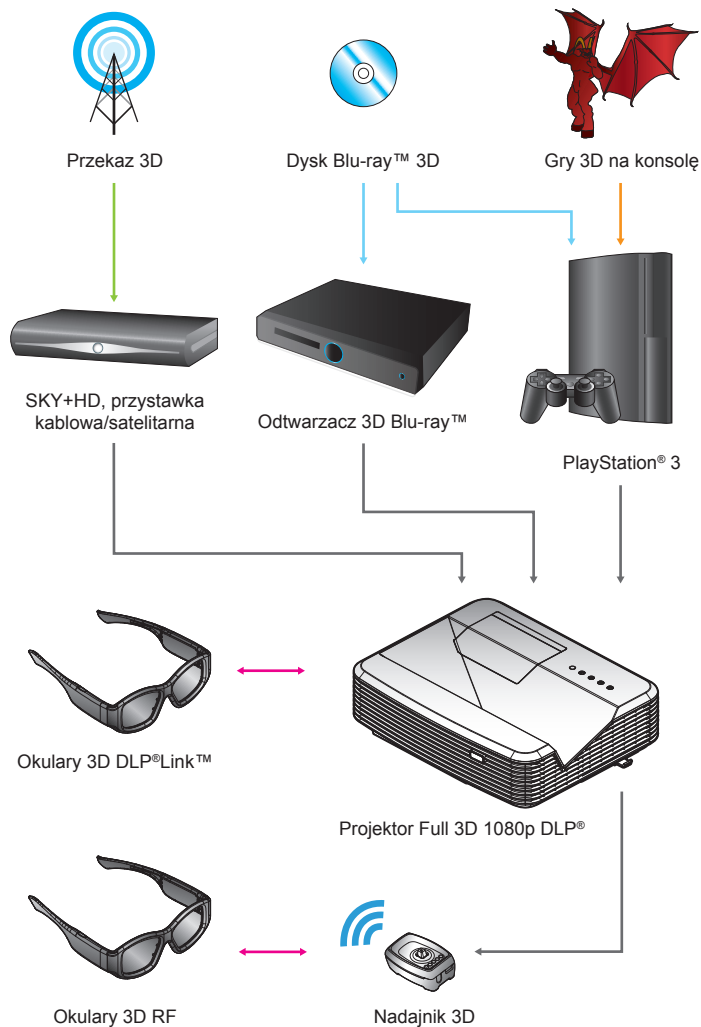 Przekaz 3D
Dysk Blu-ray™ 3D
Gry 3D na konsolę
SKY+HD, przystawka
kablowa/satelitarna
Odtwarzacz 3D Blu-ray™
PlayStation® 3
Okulary 3D DLP®Link™
Projektor Full 3D 1080p DLP®
Okulary 3D RF
Nadajnik 3D